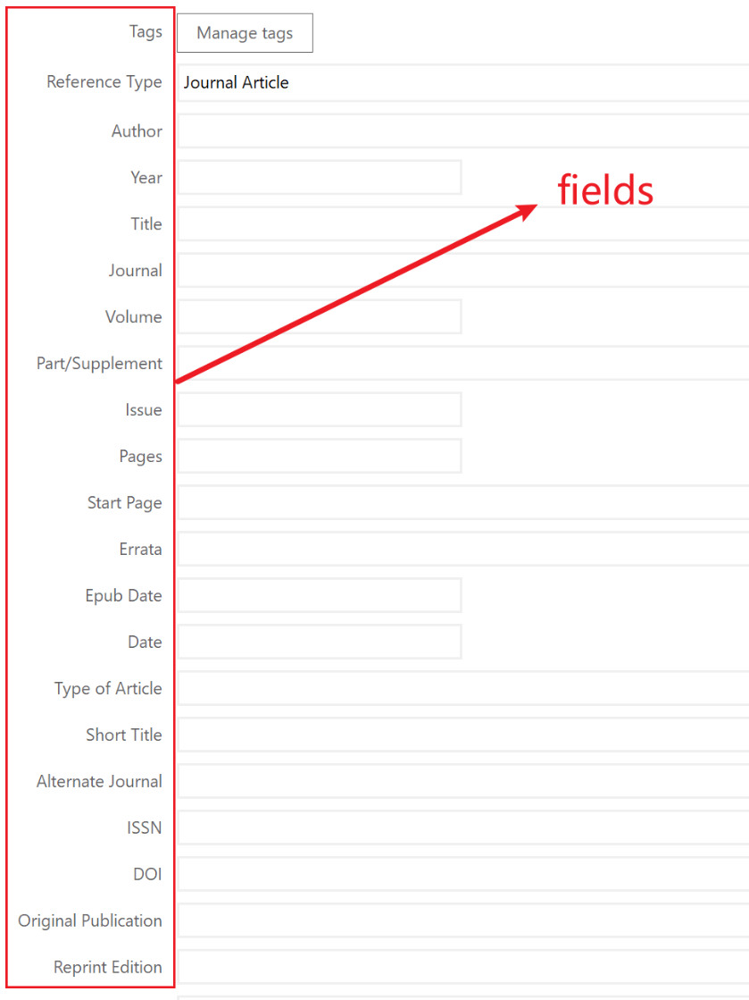 Tags Manage tags
Reference Type Journal Article
Author
Year
fields
Title
Journal
Volume
Part/Supplement
Issue
Pages
Start Page
Errata
Epub Date
Date
Type of Article
Short Title
Alternate Journal
ISSN
DOI
Original Publication
Reprint Edition